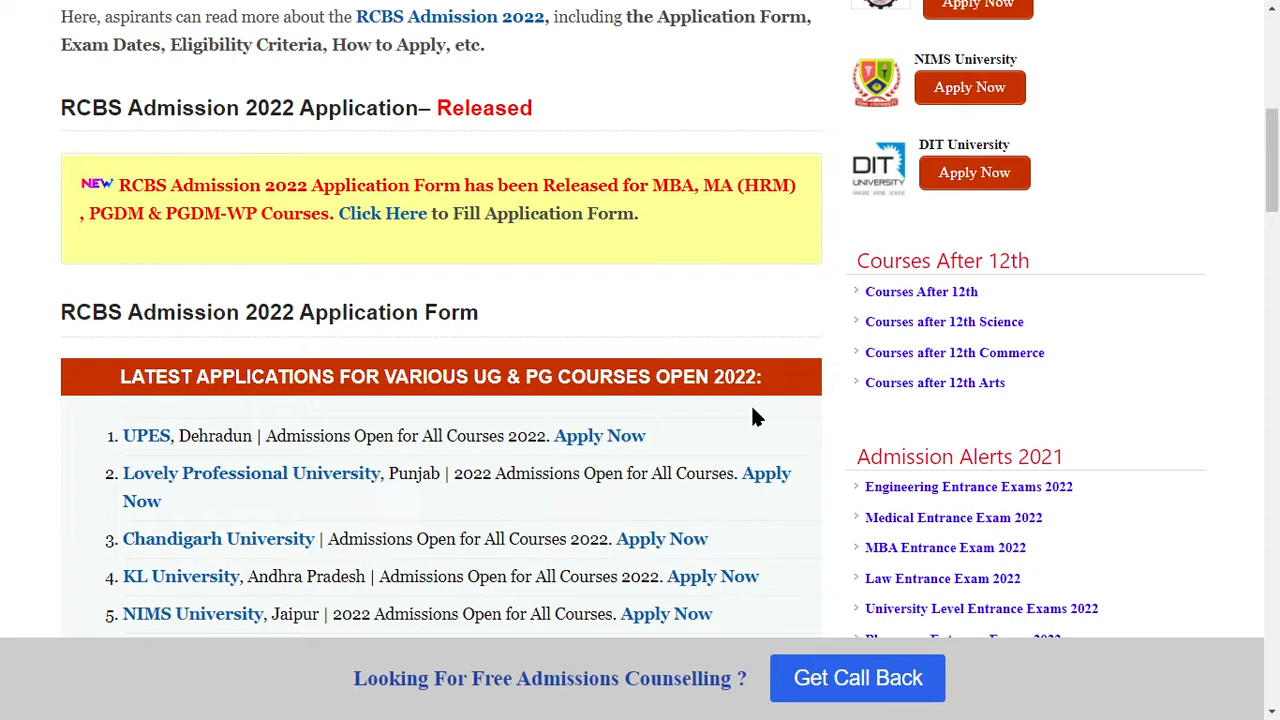 Here, aspirants can read more about the RCBS Admission 2022, including the Application Form,
Exam Dates, Eligibility Criteria, How to Apply, etc.
RCBS Admission 2022 Application– Released
NEW RCBS Admission 2022 Application Form has been Released for MBA, MA (HRM)
, PGDM & PGDM-WP Courses. Click Here to Fill Application Form.
RCBS Admission 2022 Application Form
LATEST APPLICATIONS FOR VARIOUS UG & PG COURSES OPEN 2022:
1. UPES, Dehradun | Admissions Open for All Courses 2022. Apply Now
2. Lovely Professional University, Punjab | 2022 Admissions Open for All Courses. Apply
Now
3. Chandigarh University | Admissions Open for All Courses 2022. Apply Now
4. KL University, Andhra Pradesh | Admissions Open for All Courses 2022. Apply Now
5. NIMS University, Jaipur | 2022 Admissions Open for All Courses. Apply Now
Apply Now
NIMS University
Apply Now
DIT University
DIT
UNIVERSITY
Apply Now
Courses After 12th
Courses After 12th
Courses after 12th Science
Courses after 12th Commerce
Courses after 12th Arts
Admission Alerts 2021
Engineering Entrance Exams 2022
Medical Entrance Exam 2022
MBA Entrance Exam 2022
Law Entrance Exam 2022
University Level Entrance Exams 2022
Looking For Free Admissions Counselling ?
Get Call Back